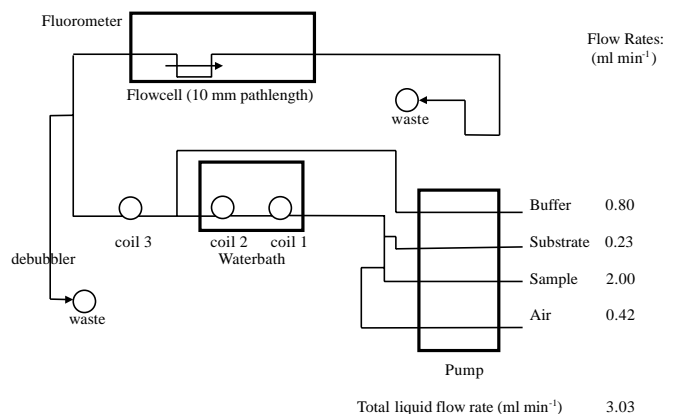 Fluorometer
Flow Rates:
(ml min⁻¹)
Flowcell (10 mm pathlength)
waste
Buffer 0.80
coil 3 coil 2 coil 1
Substrate 0.23
debubbler Waterbath
Sample 2.00
waste
Air 0.42
Pump
Total liquid flow rate (ml min⁻¹) 3.03